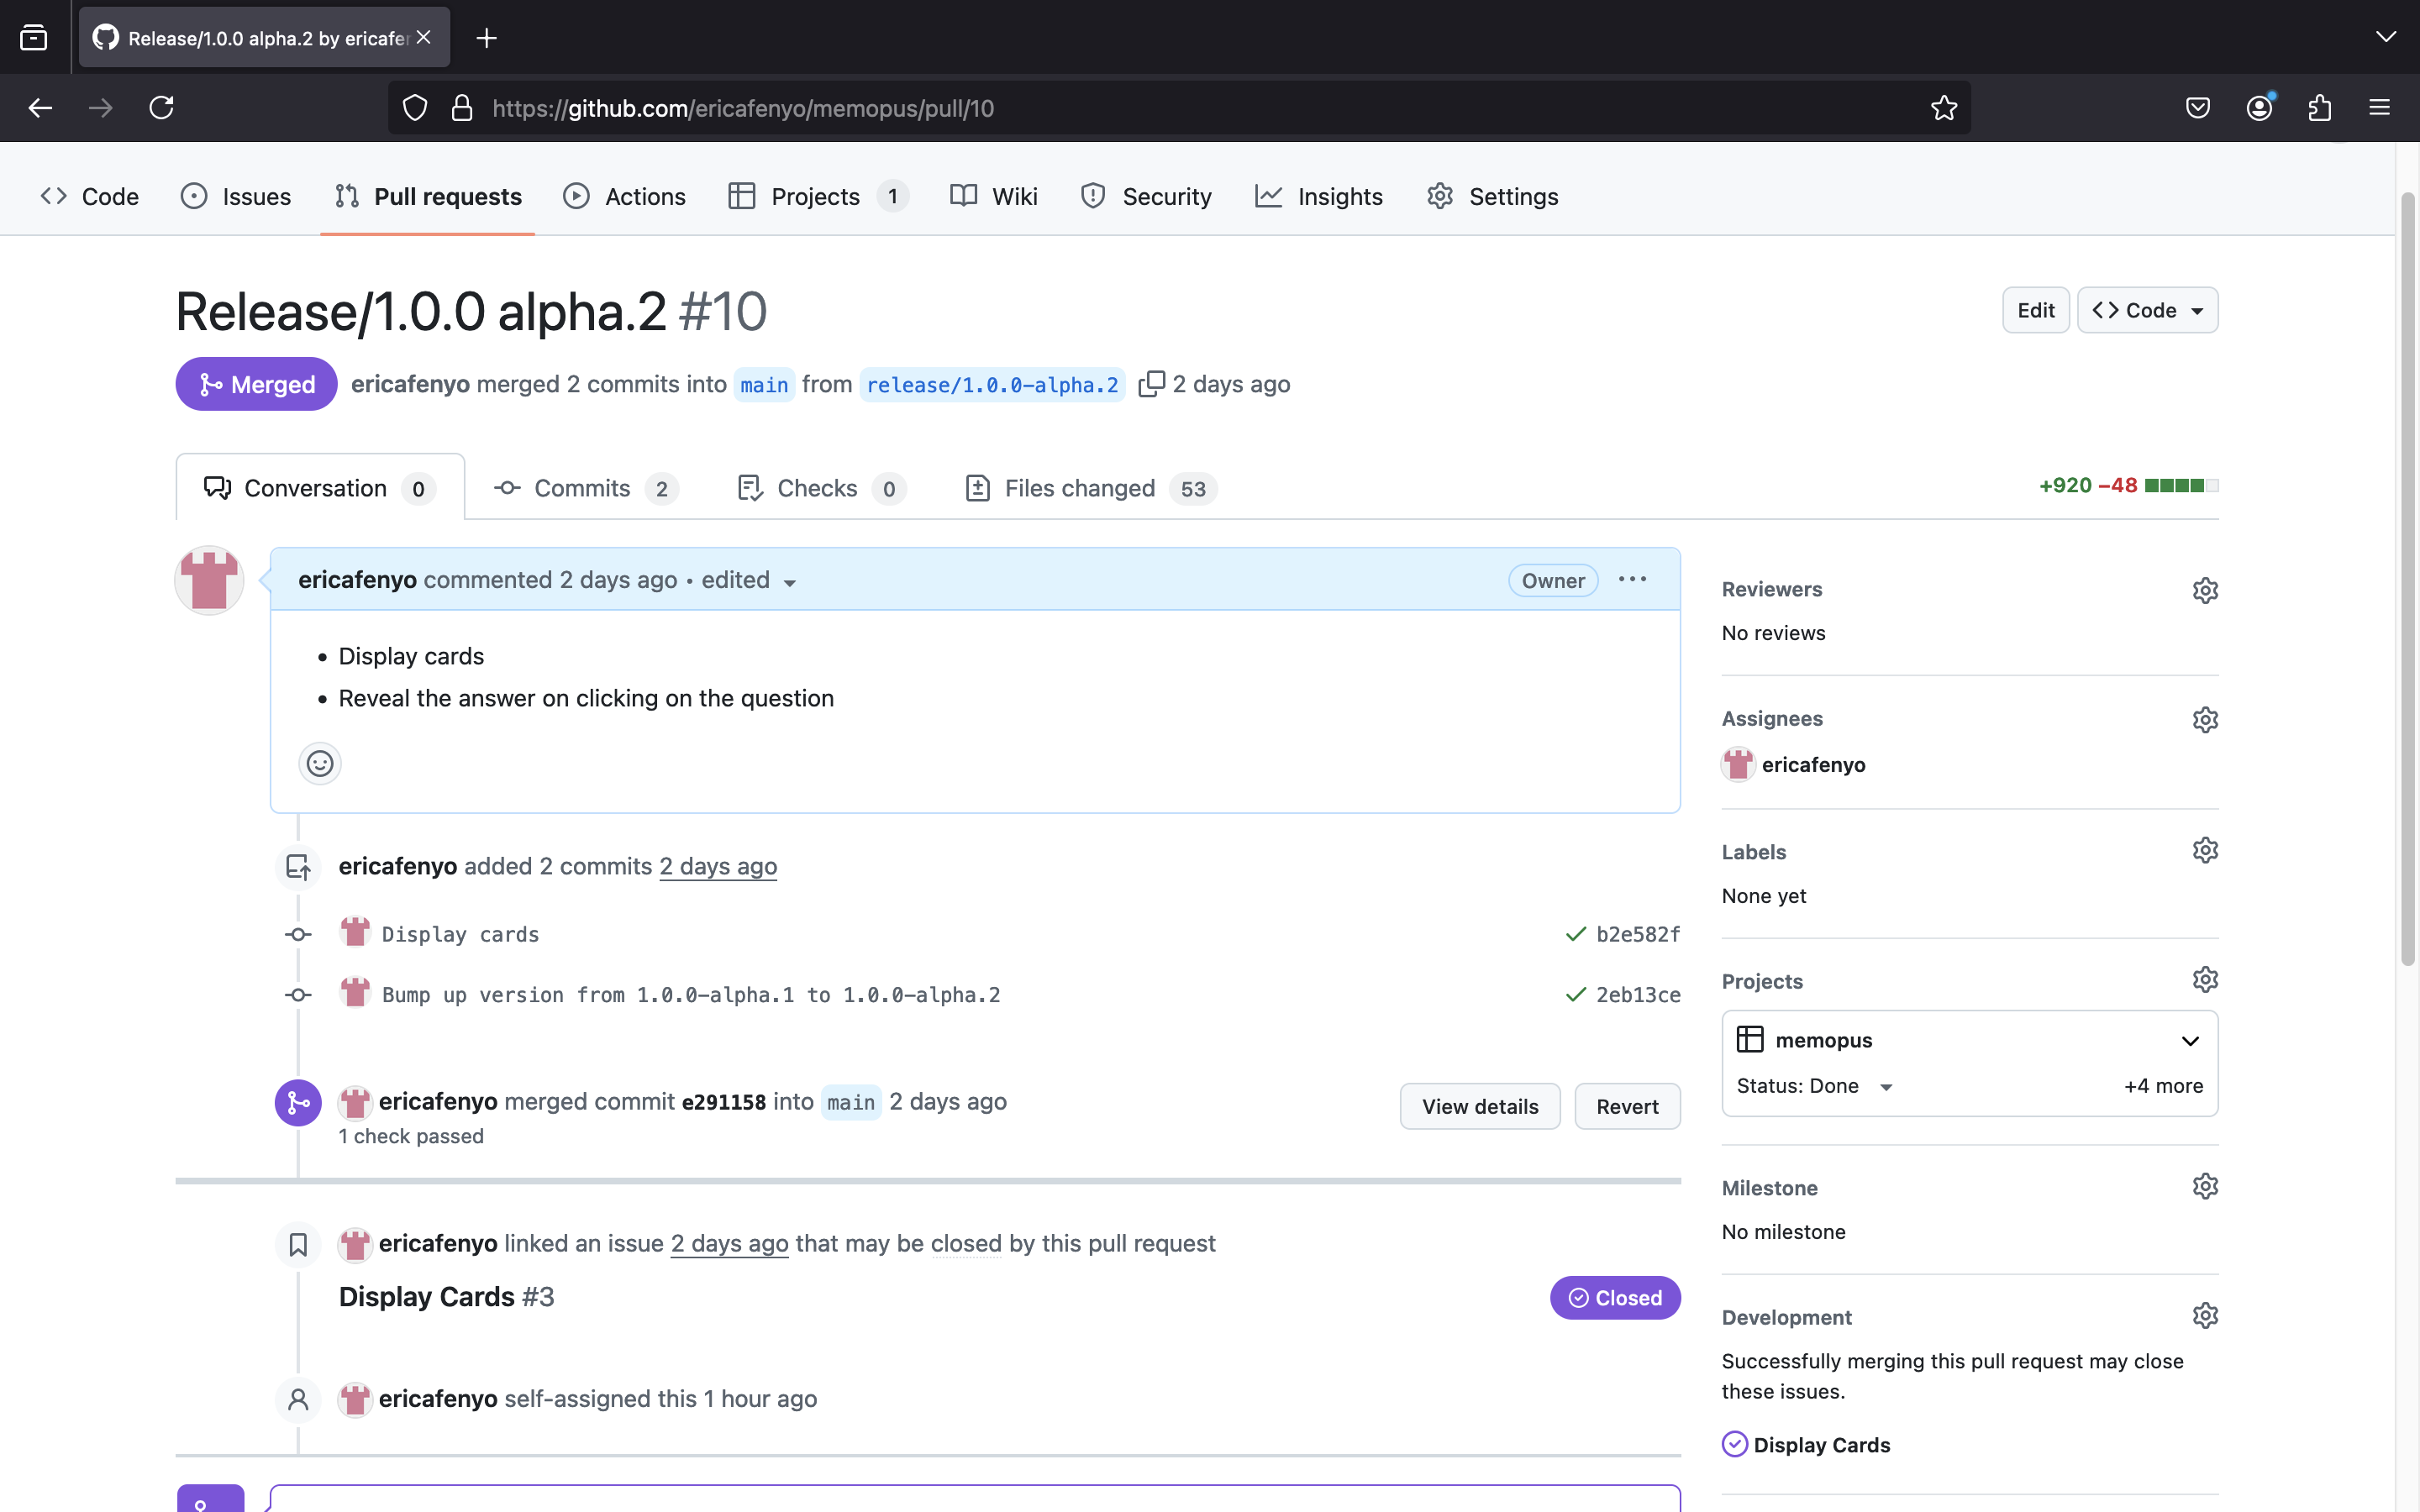 Release/1.0.0 alpha.2 by ericafe
https://github.com/ericafenyo/memopus/pull/10
Code Issues Pull requests Actions Projects 1 Wiki Security Insights Settings
Release/1.0.0 alpha.2 #10
Edit Code
Merged ericafenyo merged 2 commits into main from release/1.0.0-alpha.2 2 days ago
Conversation 0 Commits 2 Checks 0 Files changed 53
+920 −48
ericafenyo commented 2 days ago • edited
Owner
Display cards
Reveal the answer on clicking on the question
ericafenyo added 2 commits 2 days ago
Display cards b2e582f
Bump up version from 1.0.0-alpha.1 to 1.0.0-alpha.2 2eb13ce
ericafenyo merged commit e291158 into main 2 days ago
1 check passed
View details Revert
ericafenyo linked an issue 2 days ago that may be closed by this pull request
Display Cards #3 Closed
ericafenyo self-assigned this 1 hour ago
Reviewers
No reviews
Assignees
ericafenyo
Labels
None yet
Projects
memopus
Status: Done +4 more
Milestone
No milestone
Development
Successfully merging this pull request may close
these issues.
Display Cards